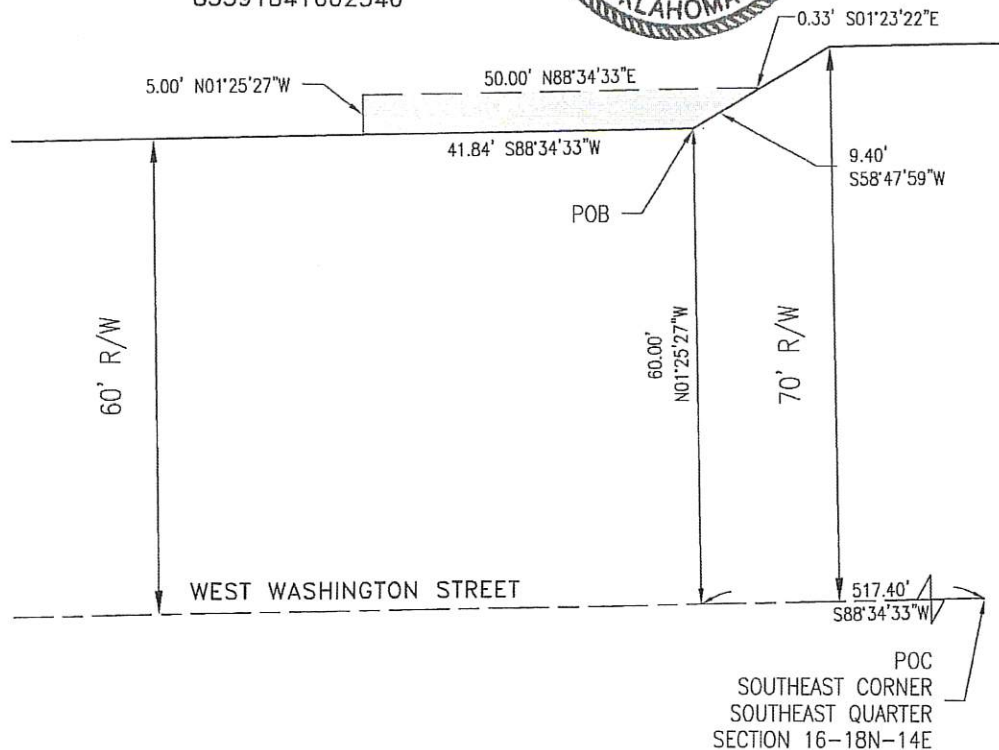 83391841602340
OKLAHOMA
0.33' S01°23'22"E
5.00' N01°25'27"W
50.00' N88°34'33"E
41.84' S88°34'33"W
9.40'
S58°47'59"W
POB
60' R/W
60.00'
N01°25'27"W
70' R/W
WEST WASHINGTON STREET
517.40'
S88°34'33"W
POC
SOUTHEAST CORNER
SOUTHEAST QUARTER
SECTION 16-18N-14E